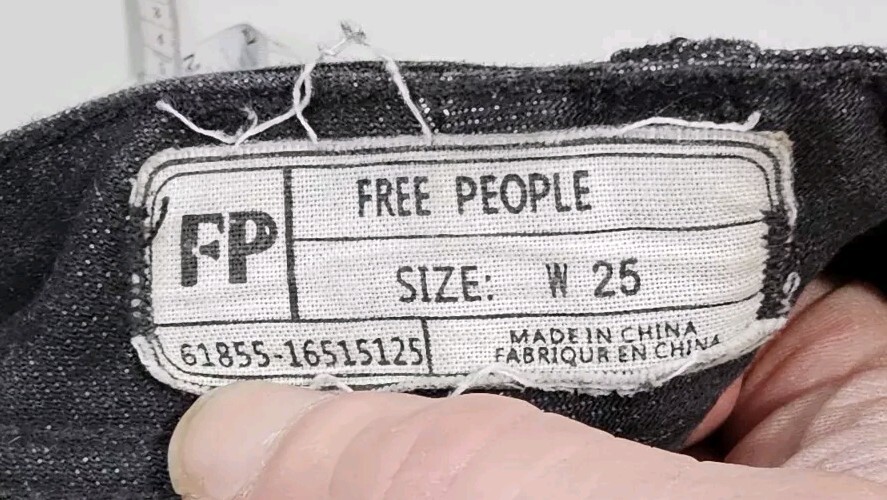 FP
FREE PEOPLE
SIZE: W 25
61855-16515125
MADE IN CHINA
FABRIQUR EN CHINA